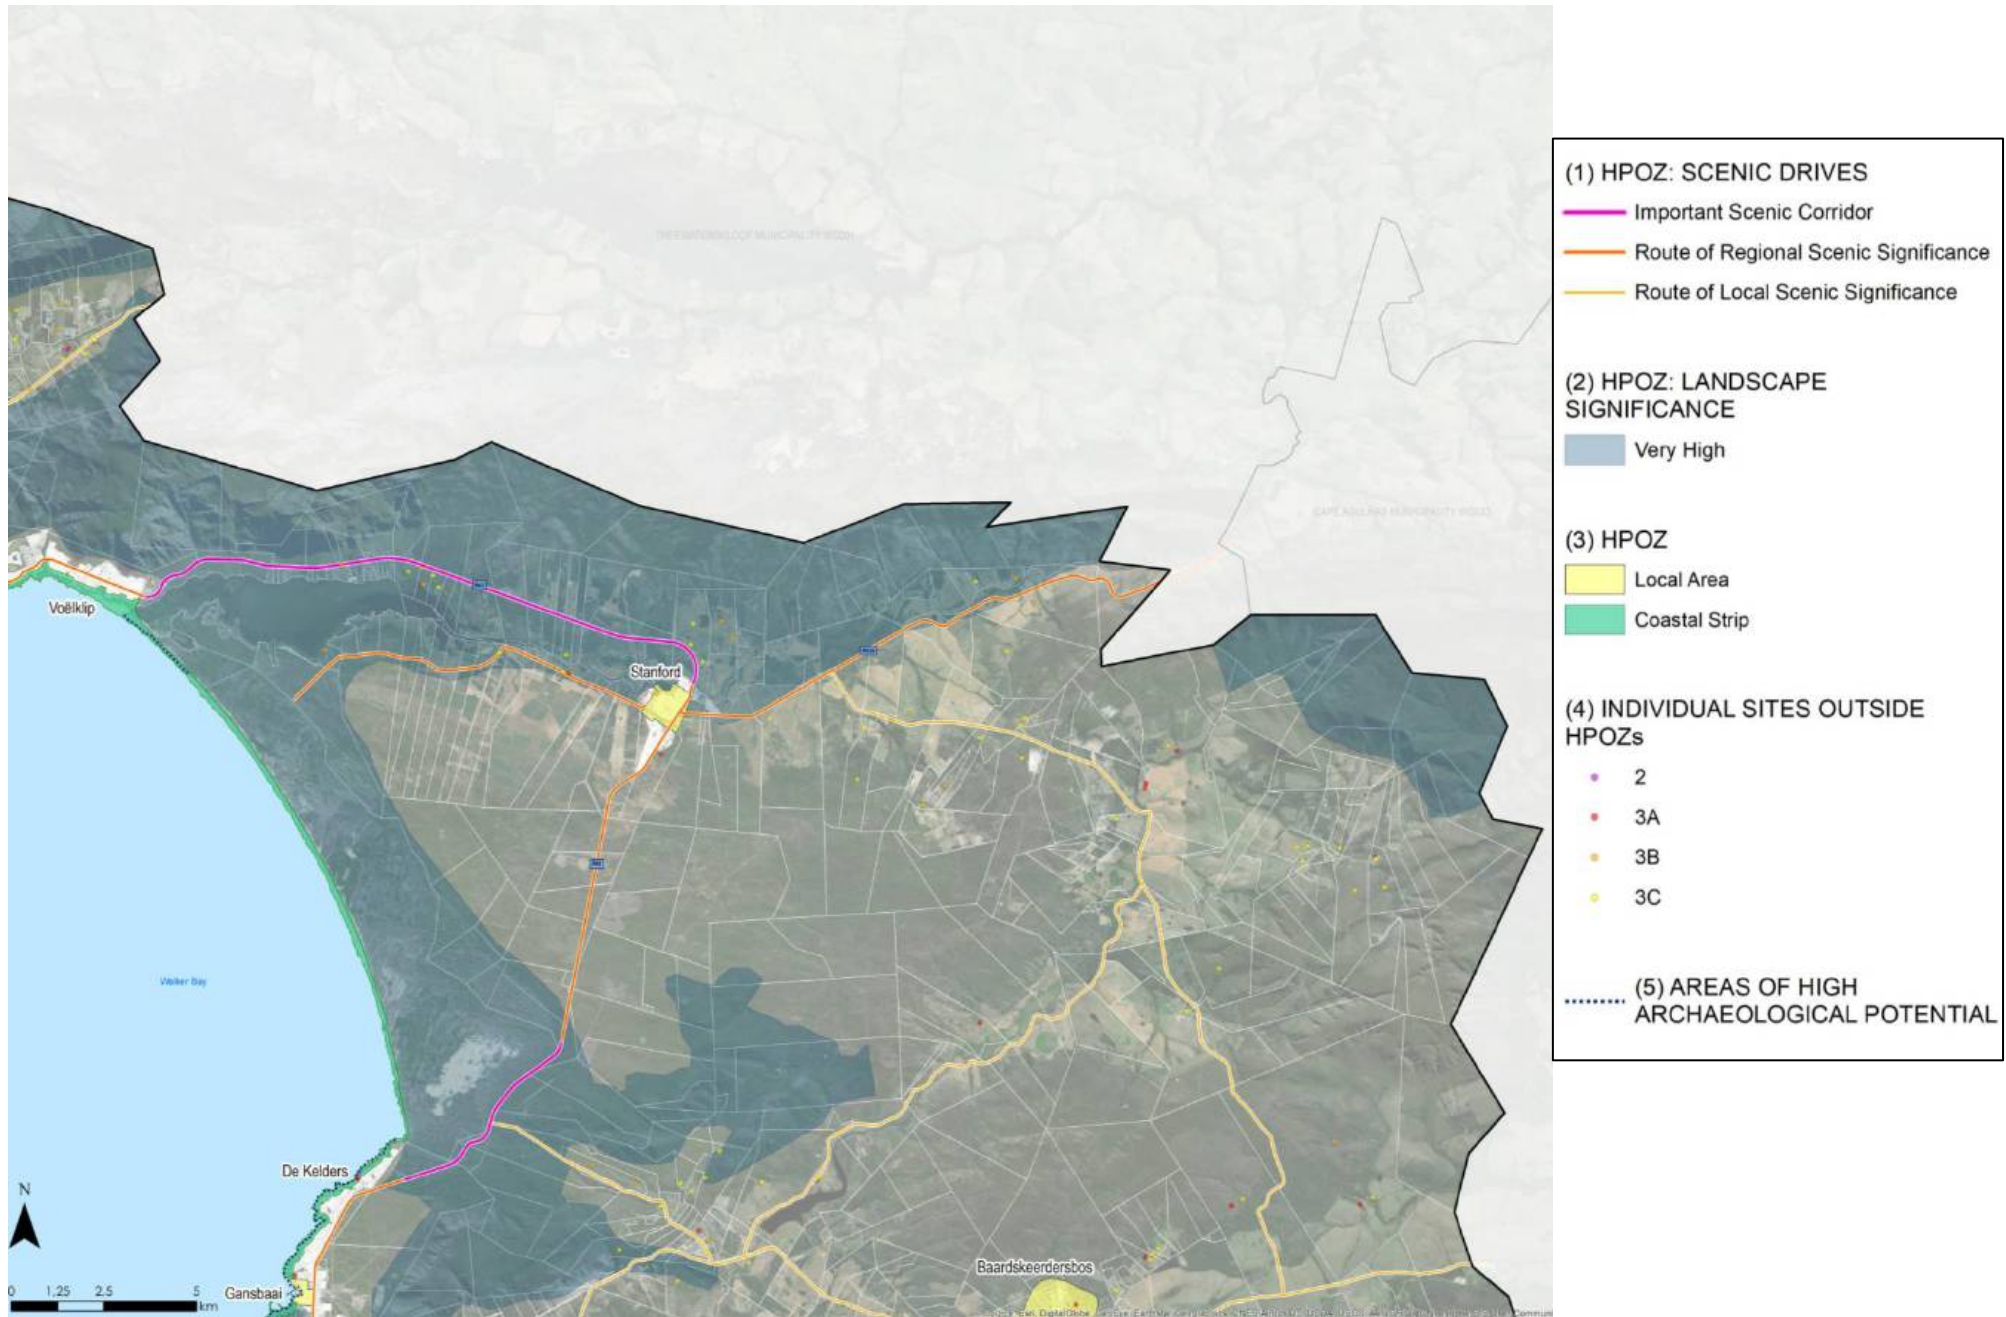 (1) HPOZ: SCENIC DRIVES
Important Scenic Corridor
Route of Regional Scenic Significance
Route of Local Scenic Significance
(2) HPOZ: LANDSCAPE
SIGNIFICANCE
Very High
(3) HPOZ
Local Area
Coastal Strip
(4) INDIVIDUAL SITES OUTSIDE
HPOZs
2
3A
3B
3C
(5) AREAS OF HIGH
ARCHAEOLOGICAL POTENTIAL
Voëlklip
Stanford
Walker Bay
De Kelders
N
Gansbaai
Baardskeerdersbos
0 1,25 2,5 5
km